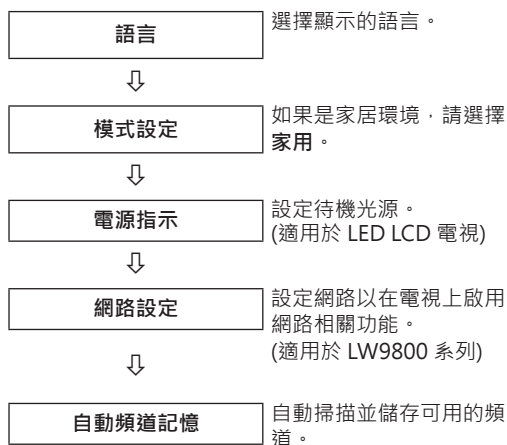 語言
選擇顯示的語言。
⇩
模式設定
如果是家居環境，請選擇
家用。
⇩
電源指示
設定待機光源。
(適用於 LED LCD 電視)
⇩
網路設定
設定網路以在電視上啟用
網路相關功能。
(適用於 LW9800 系列)
⇩
自動頻道記憶
自動掃描並儲存可用的頻
道。